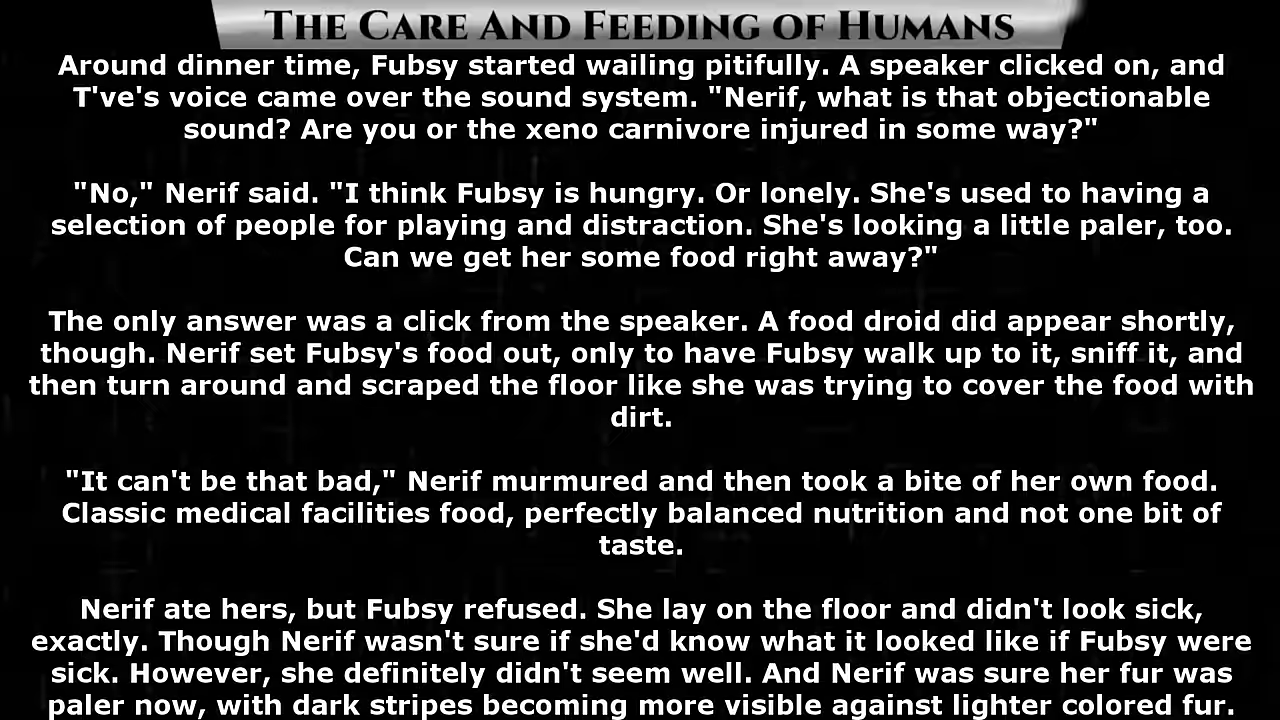 The Care And Feeding of Humans
Around dinner time, Fubsy started wailing pitifully. A speaker clicked on, and
T've's voice came over the sound system. "Nerif, what is that objectionable
sound? Are you or the xeno carnivore injured in some way?"
"No," Nerif said. "I think Fubsy is hungry. Or lonely. She's used to having a
selection of people for playing and distraction. She's looking a little paler, too.
Can we get her some food right away?"
The only answer was a click from the speaker. A food droid did appear shortly,
though. Nerif set Fubsy's food out, only to have Fubsy walk up to it, sniff it, and
then turn around and scraped the floor like she was trying to cover the food with
dirt.
"It can't be that bad," Nerif murmured and then took a bite of her own food.
Classic medical facilities food, perfectly balanced nutrition and not one bit of
taste.
Nerif ate hers, but Fubsy refused. She lay on the floor and didn't look sick,
exactly. Though Nerif wasn't sure if she'd know what it looked like if Fubsy were
sick. However, she definitely didn't seem well. And Nerif was sure her fur was
paler now, with dark stripes becoming more visible against lighter colored fur.